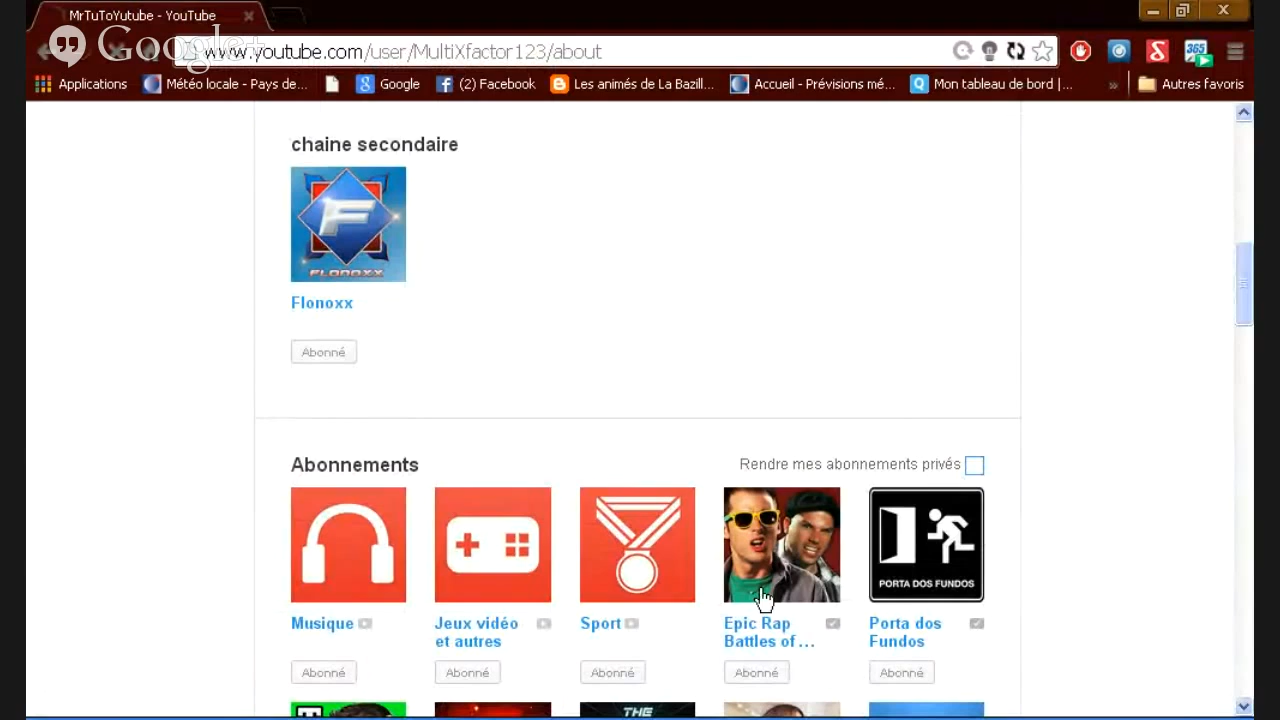 MrTuToYutube - YouTube
Google+
www.youtube.com/user/MultiXfactor123/about
365
Applications
Météo locale - Pays de...
Google
(2) Facebook
Les animés de La Bazill...
Accueil - Prévisions mé...
Mon tableau de bord |...
»
Autres favoris
chaine secondaire
F
FLONOXX
Flonoxx
Abonné
Abonnements
Rendre mes abonnements privés
PORTA DOS FUNDOS
Musique
Jeux vidéo et autres
Sport
Epic Rap Battles of ...
Porta dos Fundos
Abonné
Abonné
Abonné
Abonné
Abonné
THE